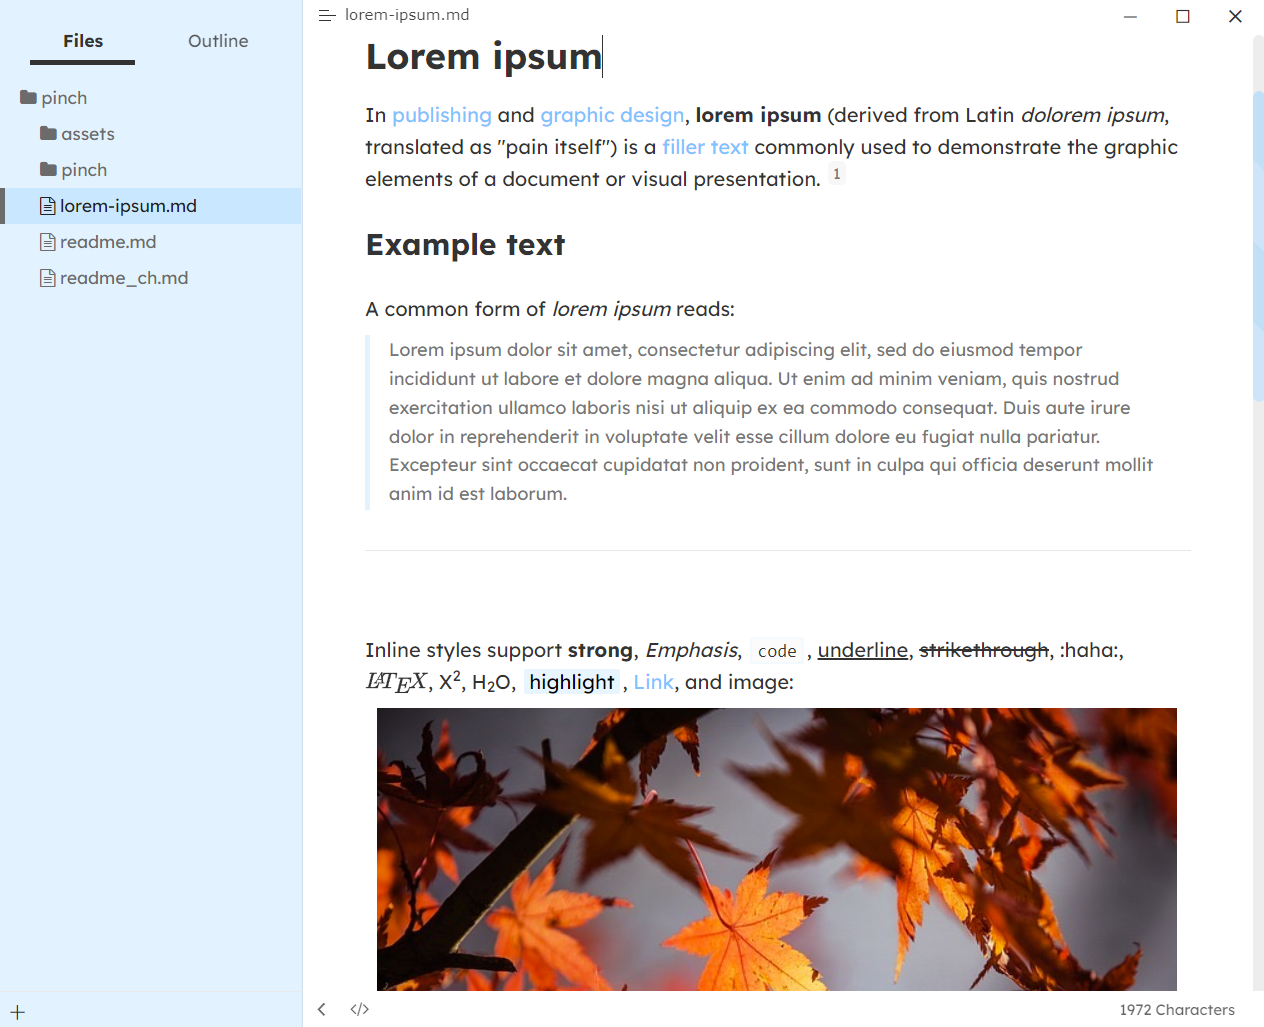 lorem-ipsum.md
Files
Outline
pinch
assets
pinch
lorem-ipsum.md
readme.md
readme_ch.md
Lorem ipsum
In publishing and graphic design, lorem ipsum (derived from Latin dolorem ipsum,
translated as "pain itself") is a filler text commonly used to demonstrate the graphic
elements of a document or visual presentation. 1
Example text
A common form of lorem ipsum reads:
Lorem ipsum dolor sit amet, consectetur adipiscing elit, sed do eiusmod tempor
incididunt ut labore et dolore magna aliqua. Ut enim ad minim veniam, quis nostrud
exercitation ullamco laboris nisi ut aliquip ex ea commodo consequat. Duis aute irure
dolor in reprehenderit in voluptate velit esse cillum dolore eu fugiat nulla pariatur.
Excepteur sint occaecat cupidatat non proident, sunt in culpa qui officia deserunt mollit
anim id est laborum.
Inline styles support strong, Emphasis, code , underline, strikethrough, :haha:,
LATEX, X², H₂O, highlight , Link, and image:
+
</>
1972 Characters